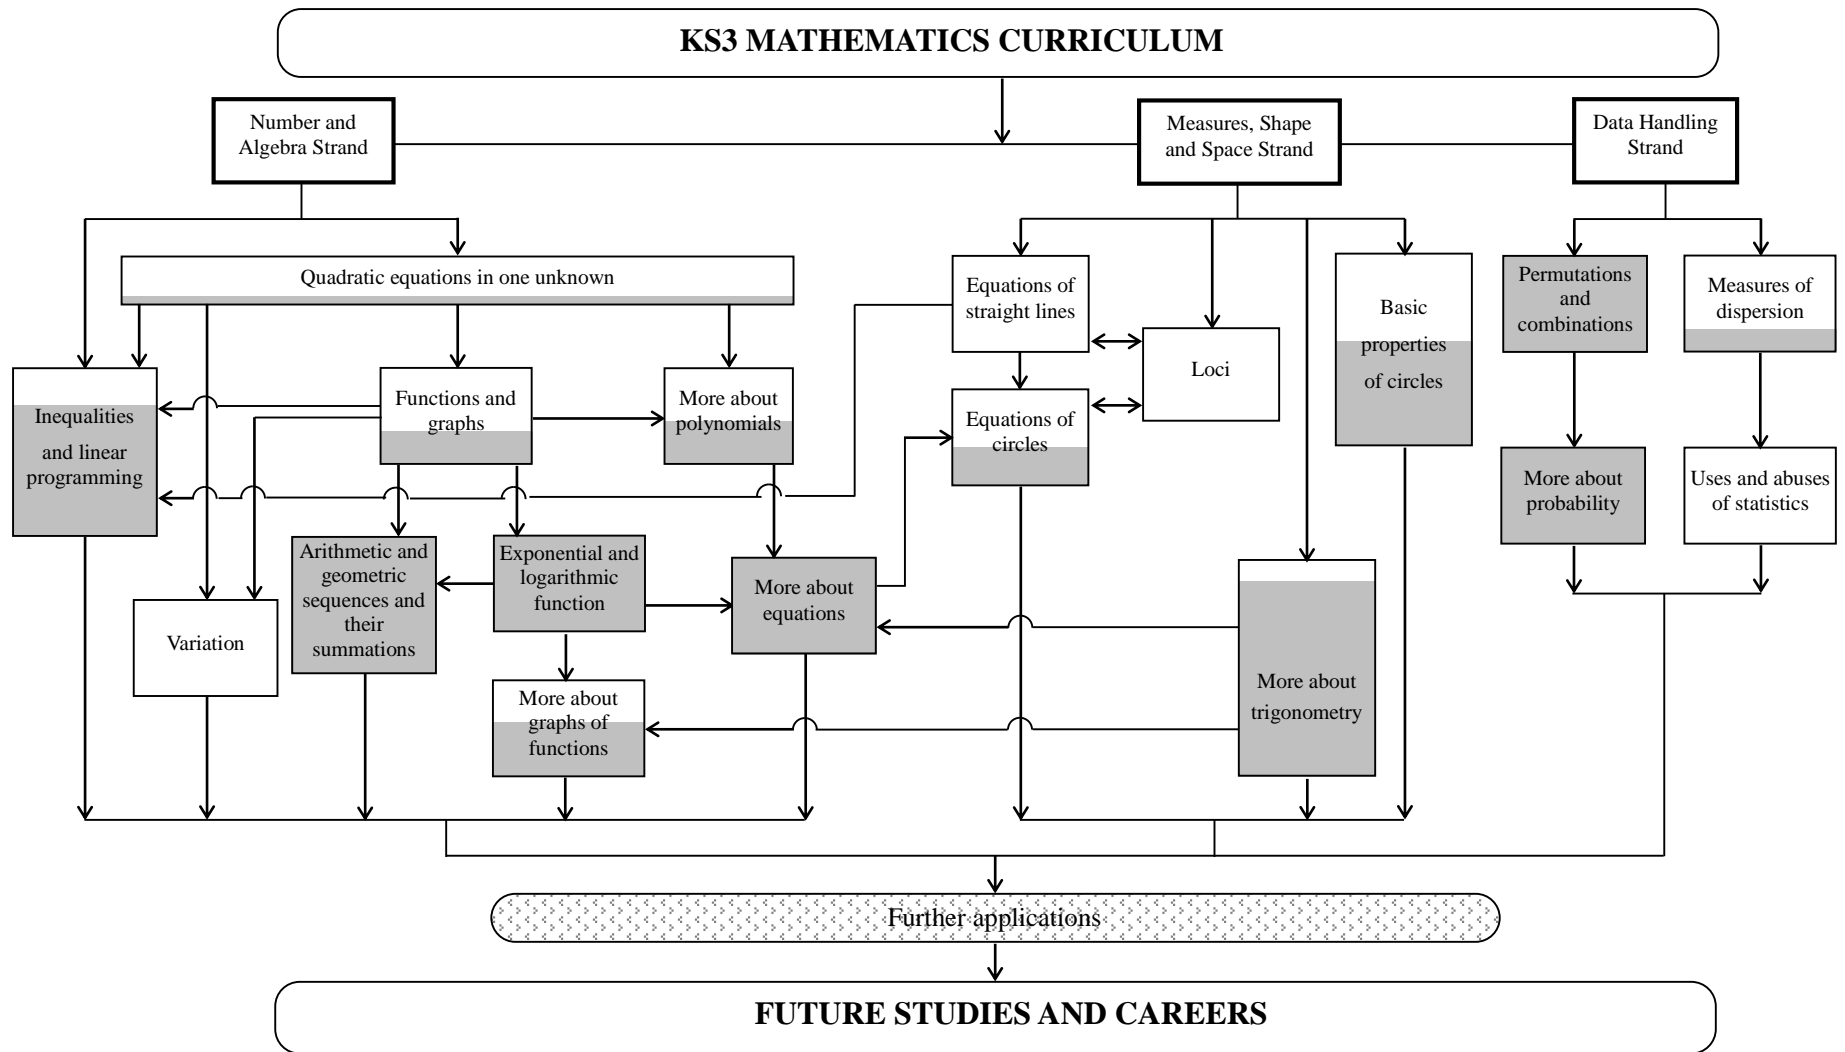 KS3 MATHEMATICS CURRICULUM
Number and
Algebra Strand
Measures, Shape
and Space Strand
Data Handling
Strand
Quadratic equations in one unknown
Equations of
straight lines
Loci
Basic
properties
of circles
Permutations
and
combinations
Measures of
dispersion
Inequalities
and linear
programming
Functions and
graphs
More about
polynomials
Equations of
circles
More about
probability
Uses and abuses
of statistics
Variation
Arithmetic and
geometric
sequences and
their
summations
Exponential and
logarithmic
function
More about
equations
More about
graphs of
functions
More about
trigonometry
Further applications
FUTURE STUDIES AND CAREERS